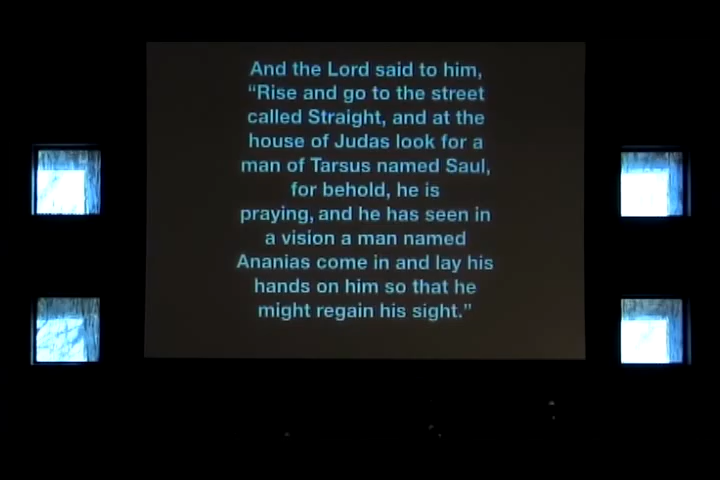 And the Lord said to him,
“Rise and go to the street
called Straight, and at the
house of Judas look for a
man of Tarsus named Saul,
for behold, he is
praying, and he has seen in
a vision a man named
Ananias come in and lay his
hands on him so that he
might regain his sight.”